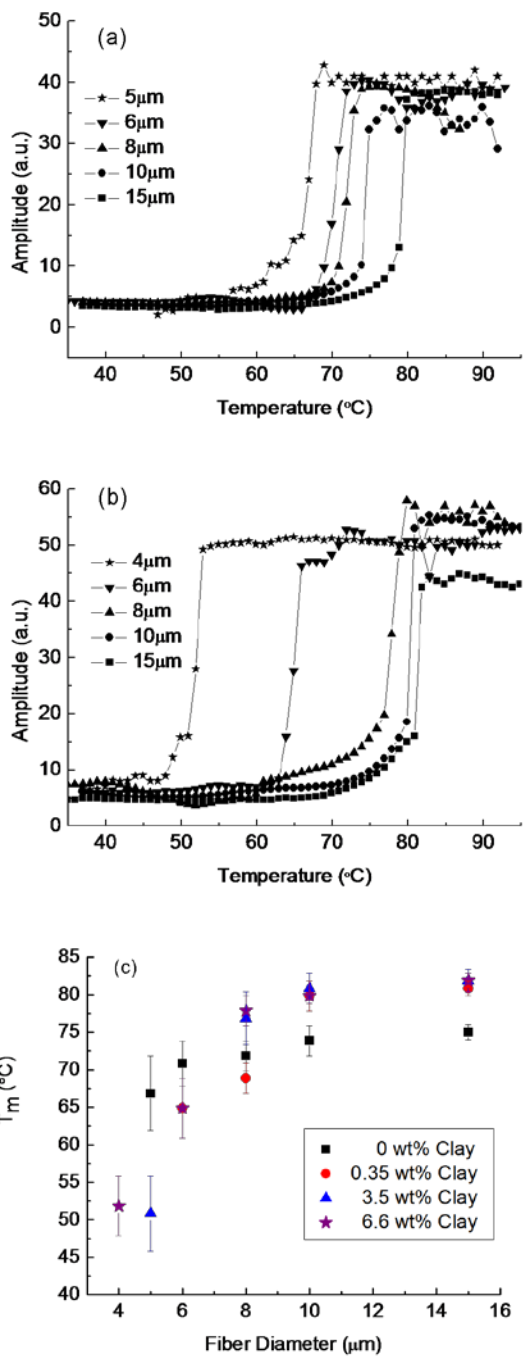 (a)
50
40
30
20
10
0
Amplitude (a.u.)
5μm
6μm
8μm
10μm
15μm
40 50 60 70 80 90
Temperature (°C)
(b)
60
50
40
30
20
10
0
Amplitude (a.u.)
4μm
6μm
8μm
10μm
15μm
40 50 60 70 80 90
Temperature (°C)
(c)
85
80
75
70
65
60
55
50
45
40
m (°C)
0 wt% Clay
0.35 wt% Clay
3.5 wt% Clay
6.6 wt% Clay
4 6 8 10 12 14 16
Fiber Diameter (μm)